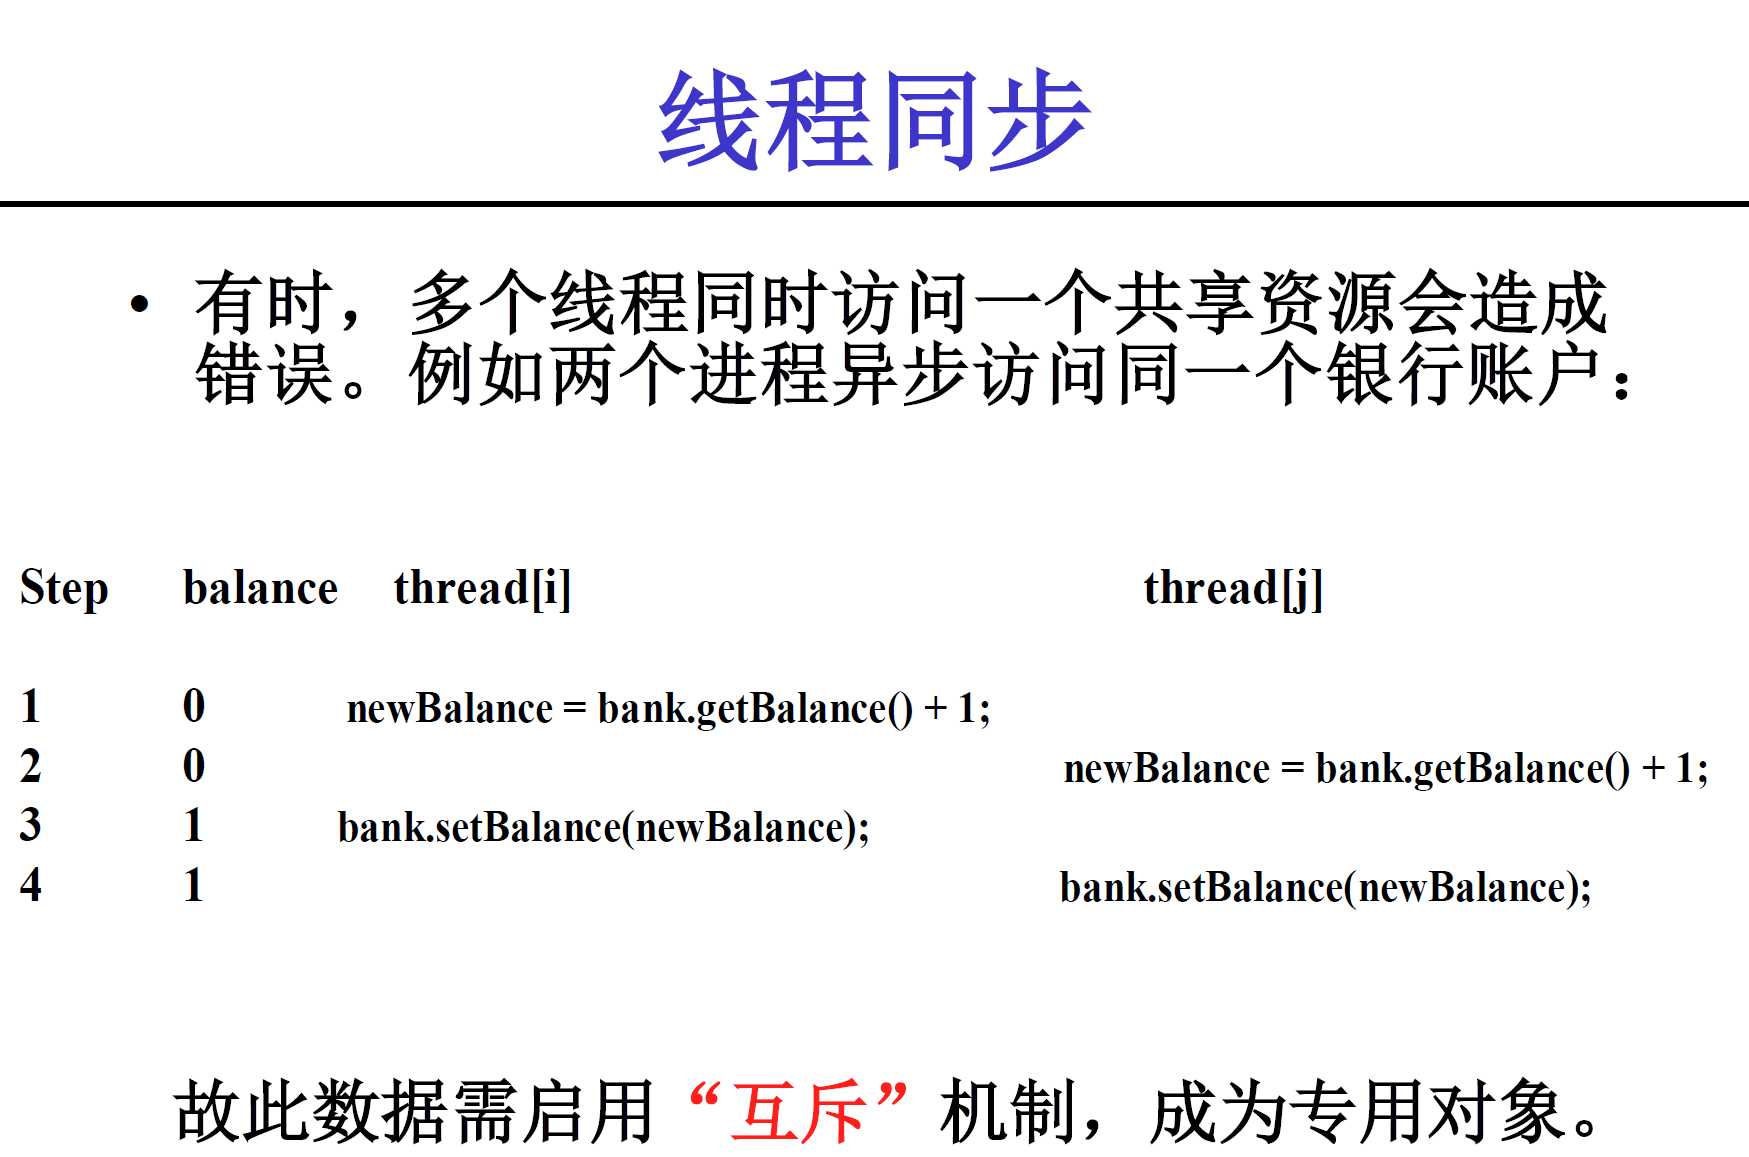 线程同步
• 有时，多个线程同时访问一个共享资源会造成
错误。例如两个进程异步访问同一个银行账户：
Step balance thread[i] thread[j]
1 0 newBalance = bank.getBalance() + 1;
2 0 newBalance = bank.getBalance() + 1;
3 1 bank.setBalance(newBalance);
4 1 bank.setBalance(newBalance);
故此数据需启用“互斥”机制，成为专用对象。